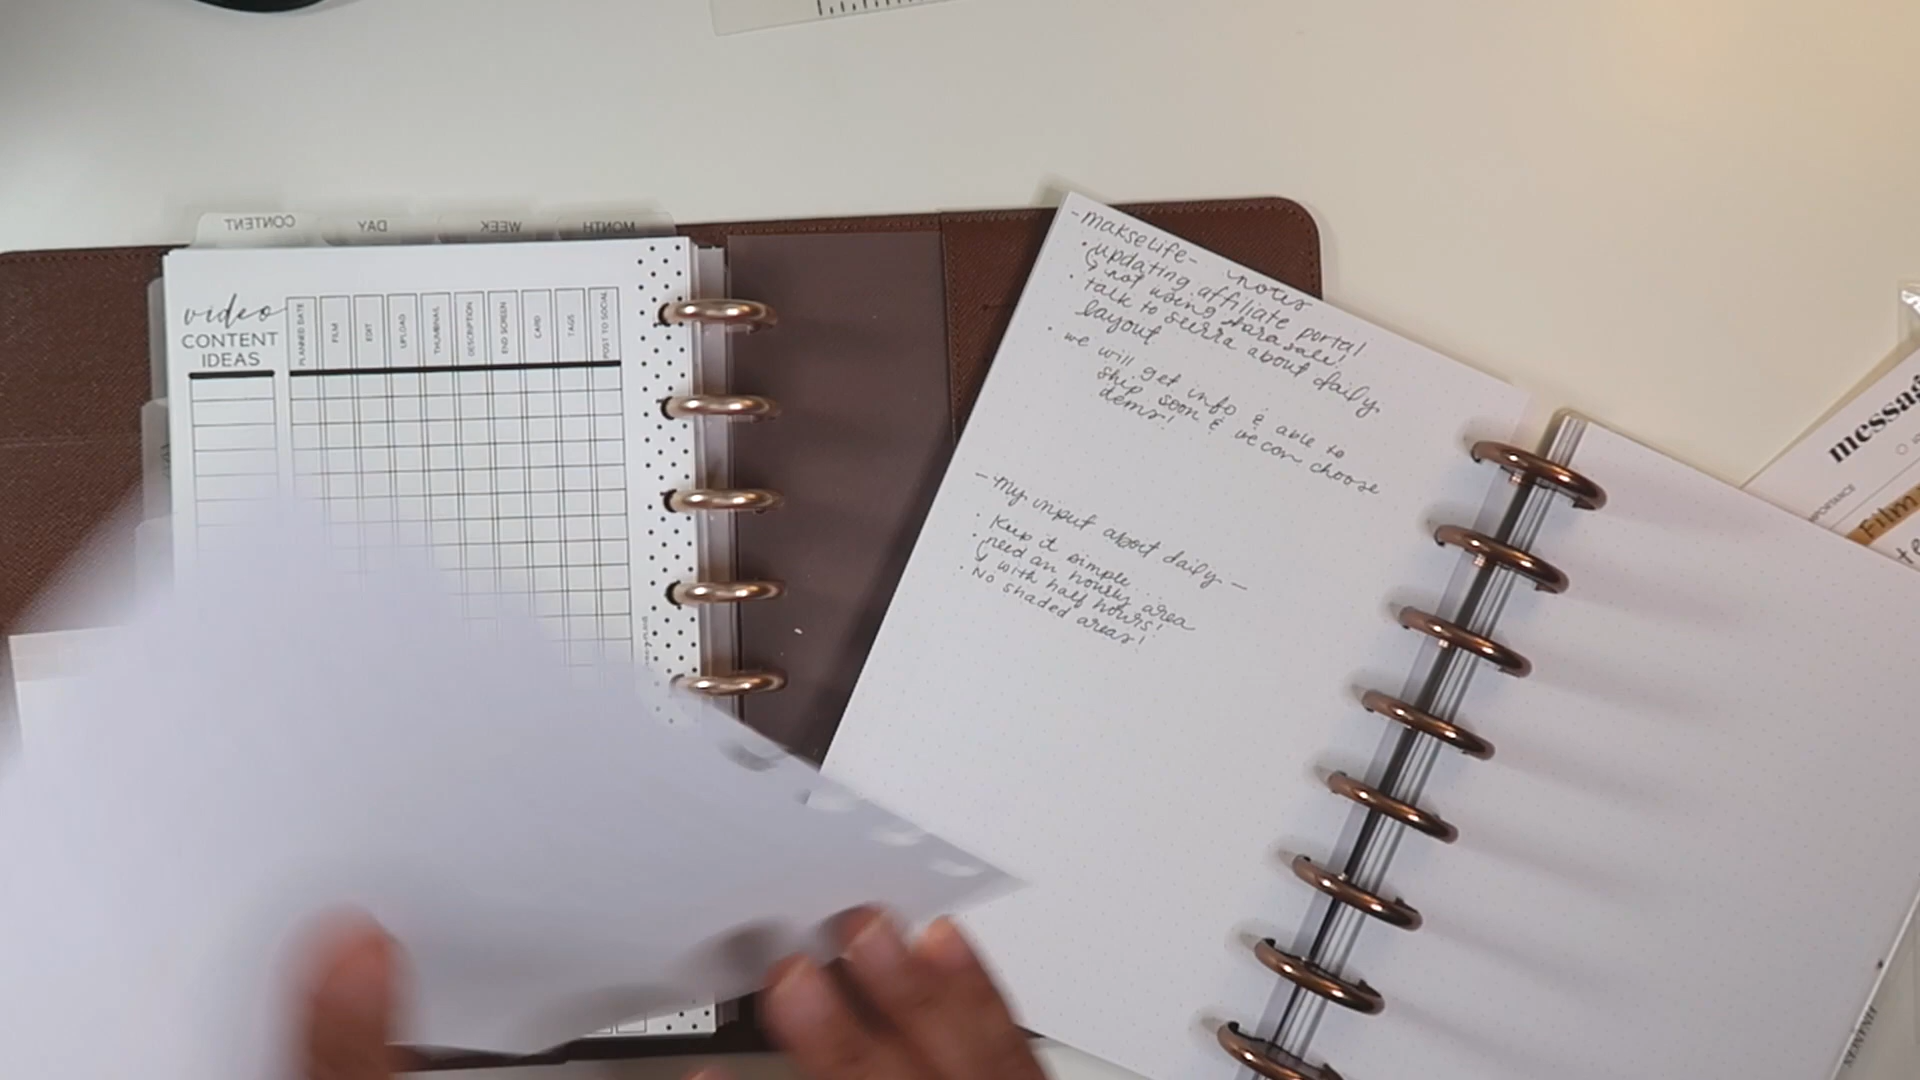 CONTENT
DAY
WEEK
MONTH
video
CONTENT
IDEAS
PLANNED DATE
FILM
EDIT
UPLOAD
THUMBNAIL
DESCRIPTION
END SCREEN
CARD
TAGS
POST TO SOCIAL
- makselife - notes
• updating affiliate portal
↳ not using sharasale!
• talk to sierra about daily
layout
• we will get info & able to
ship soon & we can choose
items!
- My input about daily -
• Keep it simple
• need an hourly area
↳ with half hours!
• No shaded areas!
Film